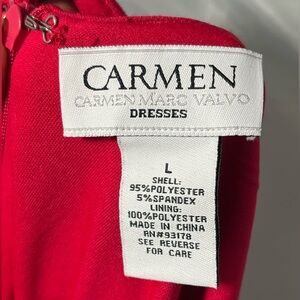 CARMEN
CARMEN MARC VALVO
DRESSES
L
SHELL:
95%POLYESTER
5%SPANDEX
LINING:
100%POLYESTER
MADE IN CHINA
RN#93178
SEE REVERSE
FOR CARE